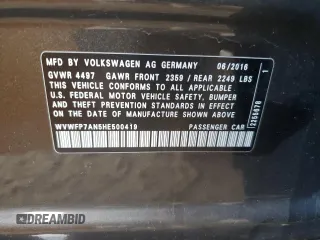 MFD BY VOLKSWAGEN AG GERMANY 06/2016
GVWR 4497 GAWR FRONT 2359 / REAR 2249 LBS
THIS VEHICLE CONFORMS TO ALL APPLICABLE
U.S. FEDERAL MOTOR VEHICLE SAFETY, BUMPER
AND THEFT PREVENTION STANDARDS IN EFFECT
ON THE DATE OF MANUFACTURE SHOWN ABOVE
WVWFP7AN5HE500419 PASSENGER CAR
1
DREAMBID